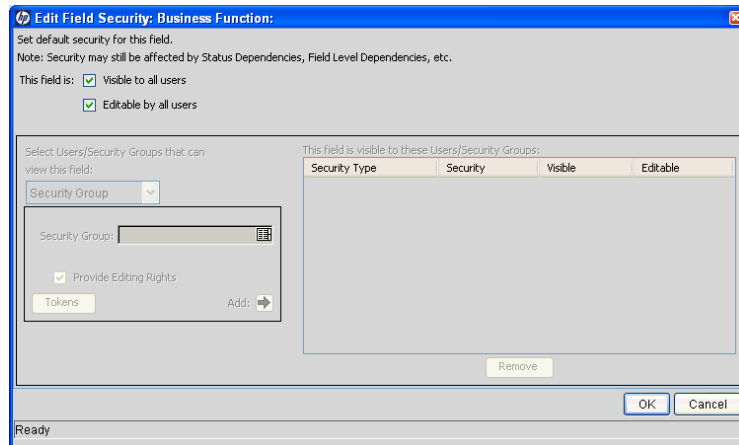 hp Edit Field Security: Business Function:
Set default security for this field.
Note: Security may still be affected by Status Dependencies, Field Level Dependencies, etc.
This field is: Visible to all users
Editable by all users
Select Users/Security Groups that can
view this field:
Security Group
Security Group:
Provide Editing Rights
Tokens Add:
This field is visible to these Users/Security Groups:
Security Type Security Visible Editable
Remove
OK Cancel
Ready